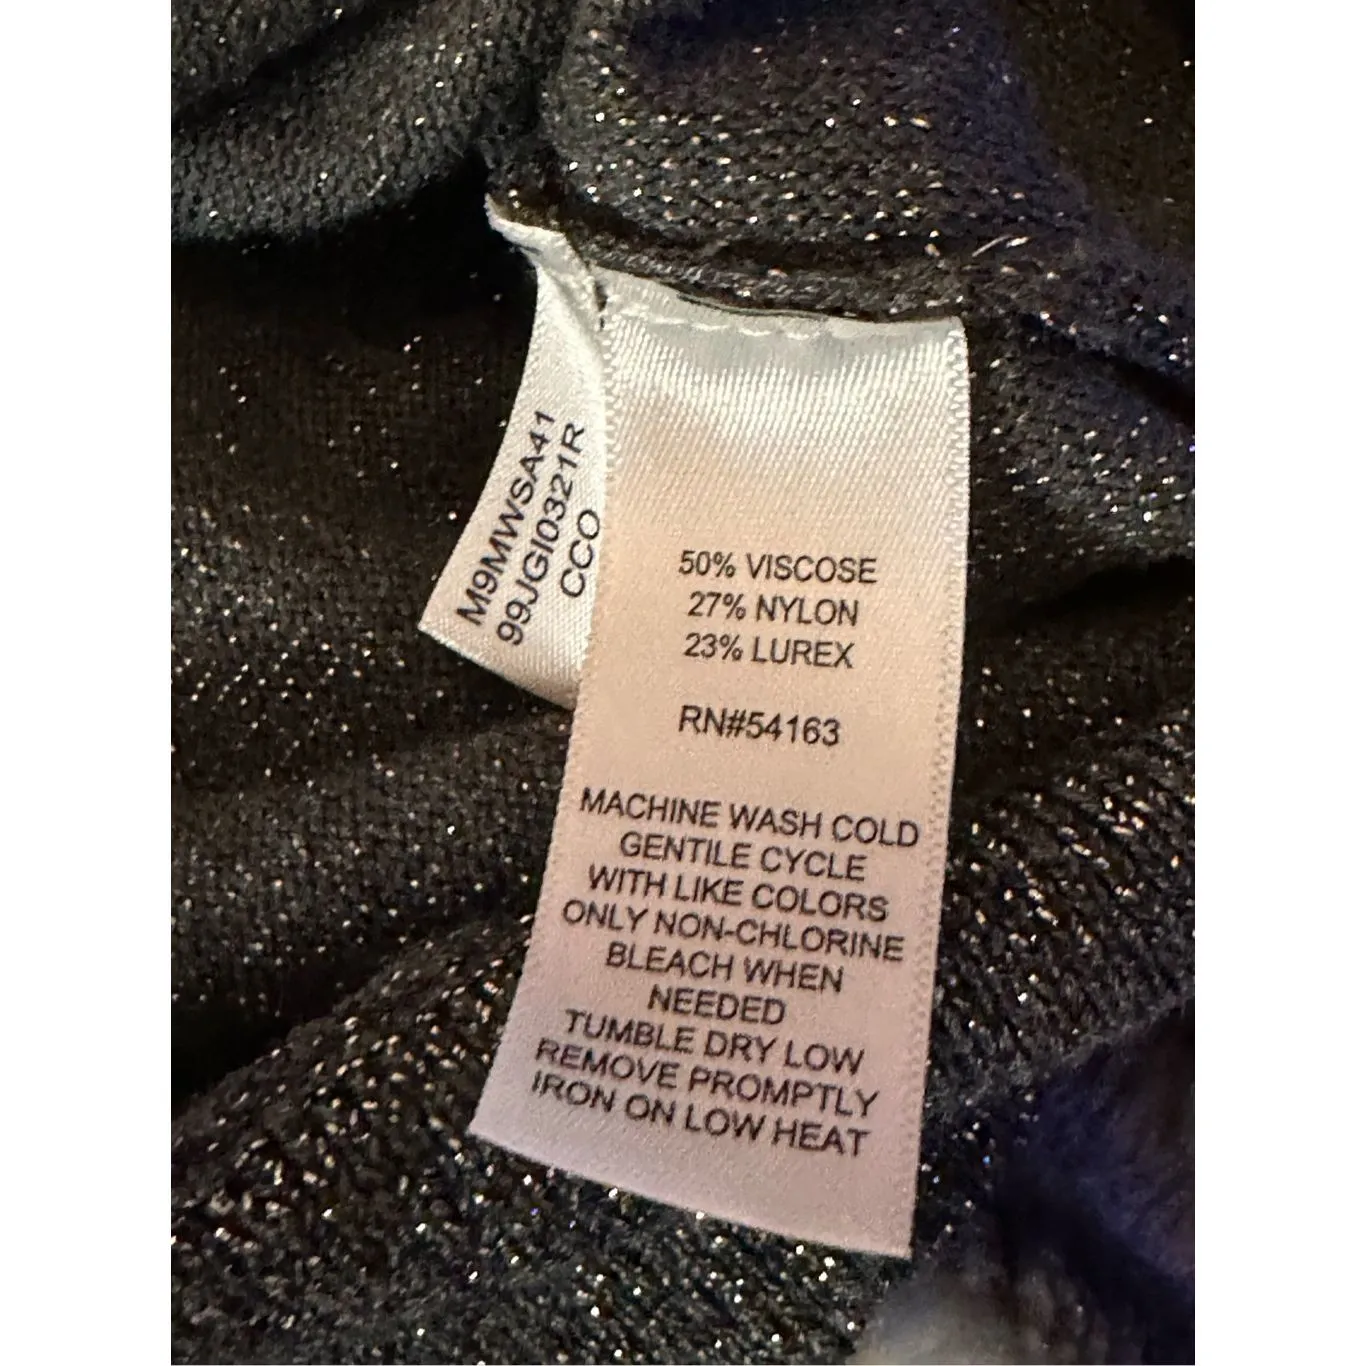 M9MWSA41
99JGI0321R
CCO
50% VISCOSE
27% NYLON
23% LUREX
RN#54163
MACHINE WASH COLD
GENTILE CYCLE
WITH LIKE COLORS
ONLY NON-CHLORINE
BLEACH WHEN
NEEDED
TUMBLE DRY LOW
REMOVE PROMPTLY
IRON ON LOW HEAT